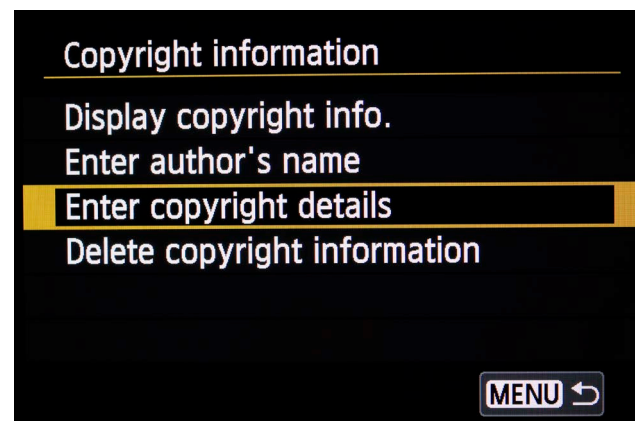 Copyright information
Display copyright info.
Enter author's name
Enter copyright details
Delete copyright information
MENU